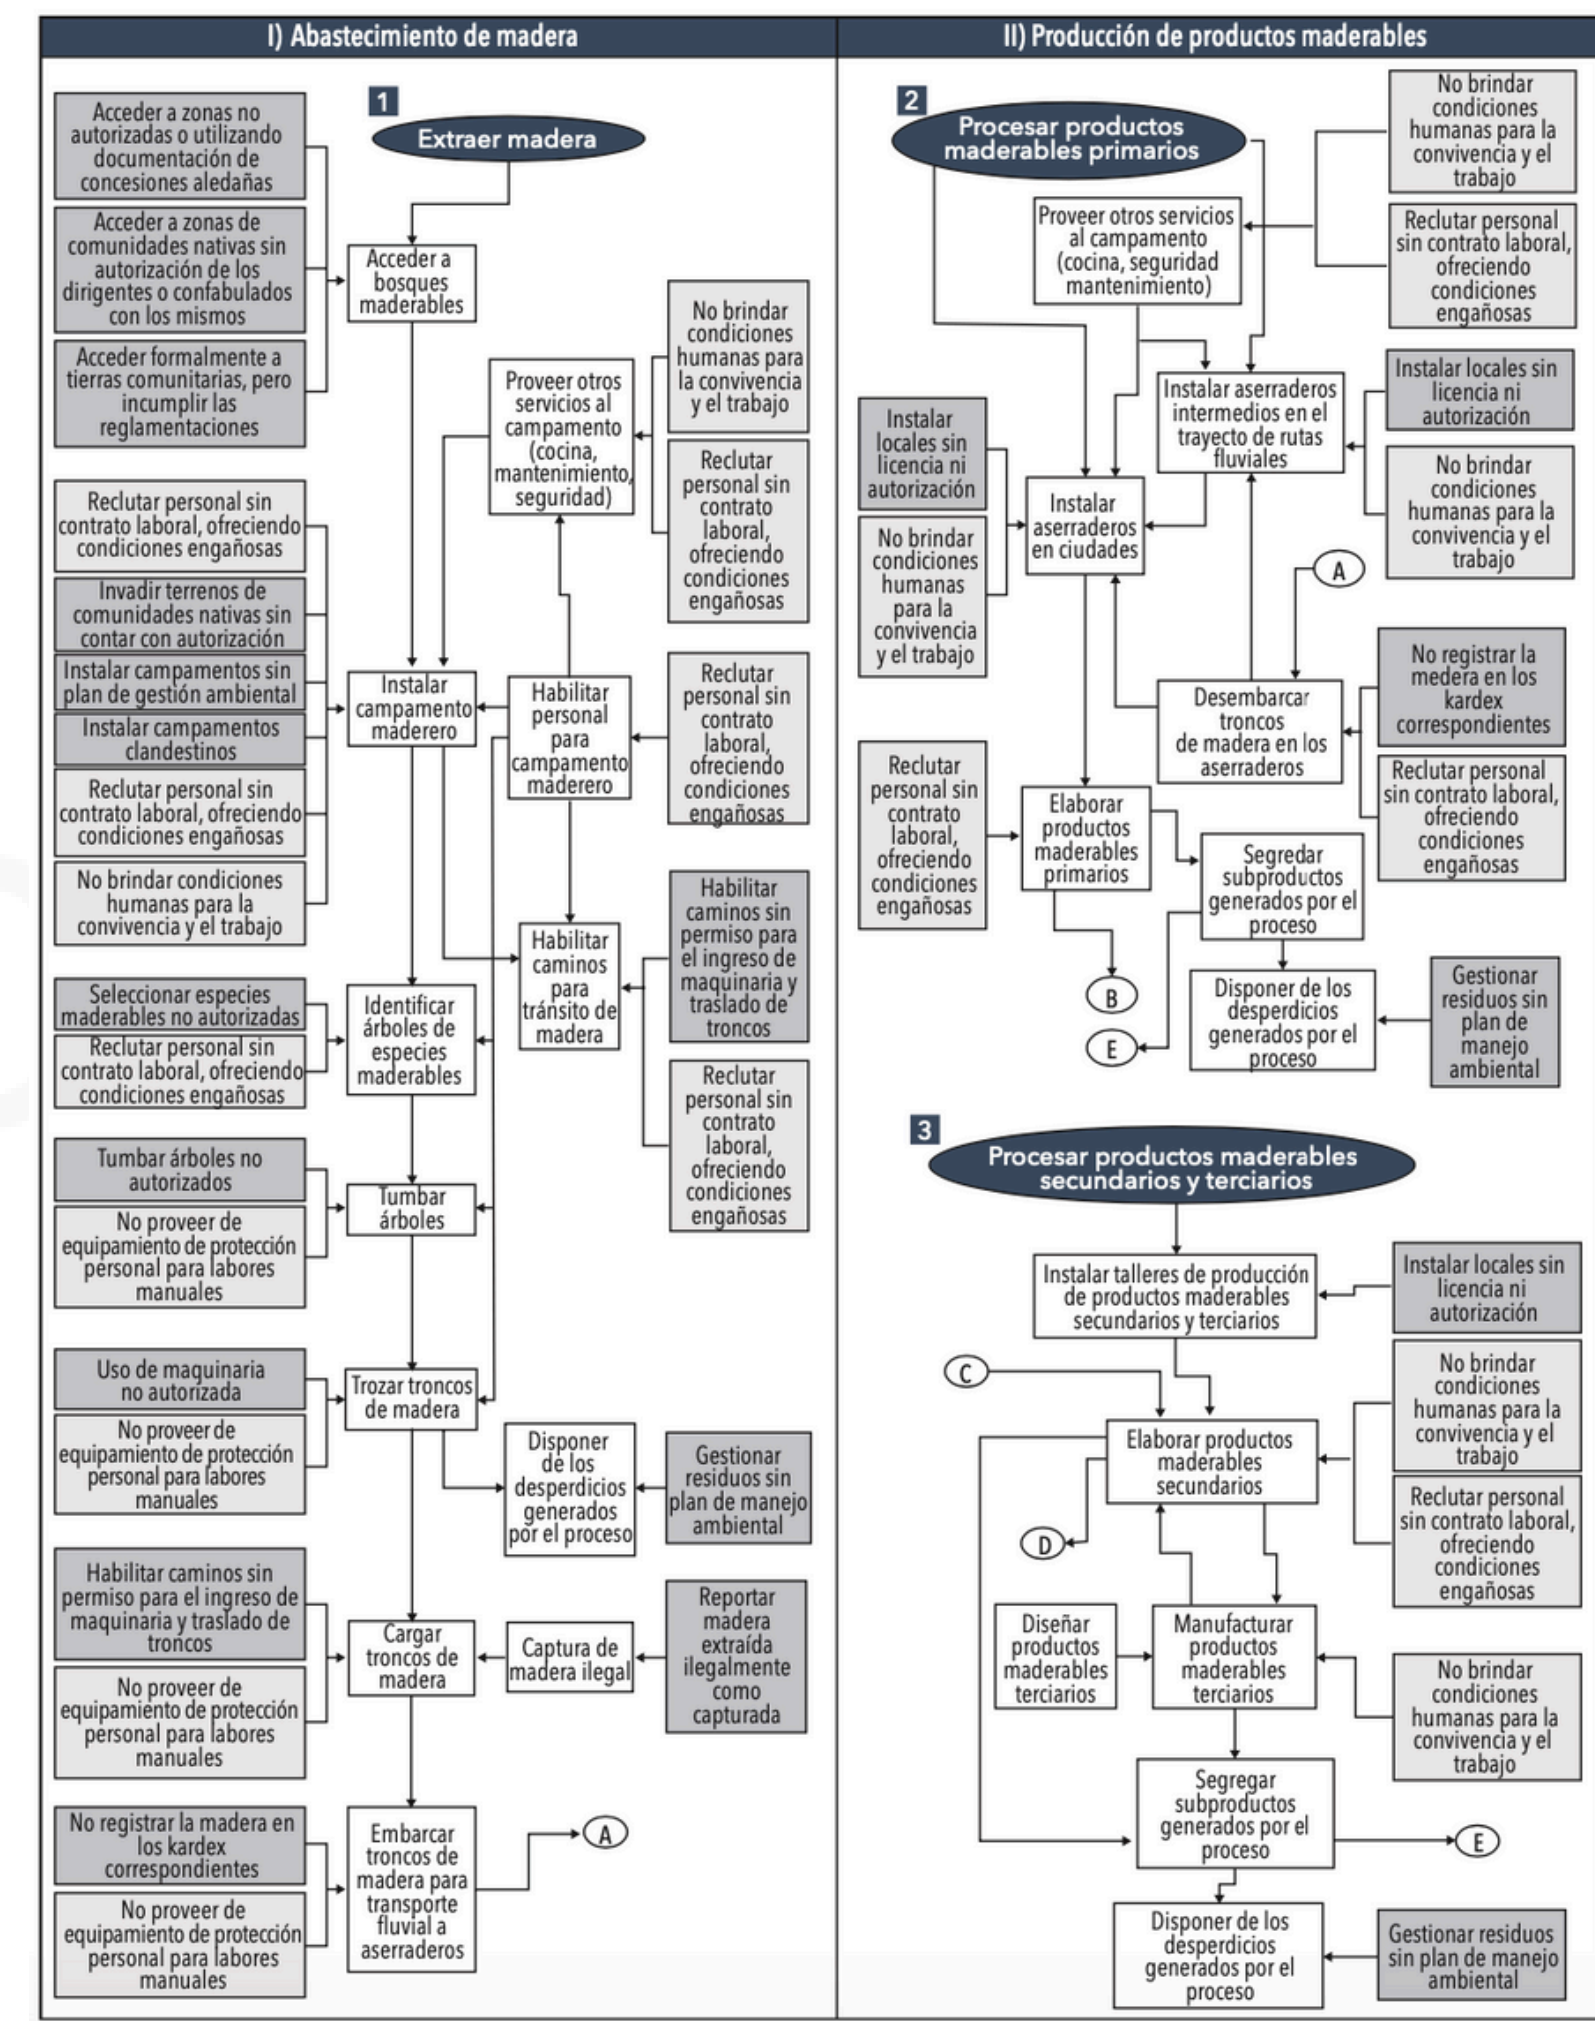 I) Abastecimiento de madera
1
Extraer madera
Acceder a zonas no
autorizadas o utilizando
documentación de
concesiones aledañas
Acceder a zonas de
comunidades nativas sin
autorización de los
dirigentes o confabulados
con los mismos
Acceder formalmente a
tierras comunitarias, pero
incumplir las
reglamentaciones
Acceder a
bosques
maderables
No brindar
condiciones
humanas para
la convivencia
y el trabajo
Proveer otros
servicios al
campamento
(cocina,
mantenimiento,
seguridad)
Reclutar
personal sin
contrato
laboral,
ofreciendo
condiciones
engañosas
Reclutar personal sin
contrato laboral, ofreciendo
condiciones engañosas
Invadir terrenos de
comunidades nativas sin
contar con autorización
Instalar campamentos sin
plan de gestión ambiental
Instalar campamentos
clandestinos
Reclutar personal sin
contrato laboral, ofreciendo
condiciones engañosas
No brindar condiciones
humanas para la
convivencia y el trabajo
Instalar
campamento
maderero
Habilitar
personal
para
campamento
maderero
Reclutar
personal sin
contrato
laboral,
ofreciendo
condiciones
engañosas
Habilitar
caminos
para
tránsito de
madera
Habilitar
caminos sin
permiso para
el ingreso de
maquinaria y
traslado de
troncos
Reclutar
personal sin
contrato
laboral,
ofreciendo
condiciones
engañosas
Seleccionar especies
maderables no autorizadas
Reclutar personal sin
contrato laboral, ofreciendo
condiciones engañosas
Identificar
árboles de
especies
maderables
Tumbar árboles no
autorizados
No proveer de
equipamiento de protección
personal para labores
manuales
Tumbar
árboles
Uso de maquinaria
no autorizada
No proveer de
equipamiento de protección
personal para labores
manuales
Trozar troncos
de madera
Disponer
de los
desperdicios
generados
por el proceso
Gestionar
residuos sin
plan de manejo
ambiental
Habilitar caminos sin
permiso para el ingreso de
maquinaria y traslado de
troncos
No proveer de
equipamiento de protección
personal para labores
manuales
Cargar
troncos de
madera
Captura de
madera ilegal
Reportar
madera
extraída
ilegalmente
como
capturada
No registrar la madera en
los kardex
correspondientes
No proveer de
equipamiento de protección
personal para labores
manuales
Embarcar
troncos de
madera para
transporte
fluvial a
aserraderos
A
II) Producción de productos maderables
2
Procesar productos
maderables primarios
No brindar
condiciones
humanas para la
convivencia y el
trabajo
Proveer otros servicios
al campamento
(cocina, seguridad
mantenimiento)
Reclutar personal
sin contrato laboral,
ofreciendo
condiciones
engañosas
Instalar aserraderos
intermedios en el
trayecto de rutas
fluviales
Instalar locales sin
licencia ni
autorización
No brindar
condiciones
humanas para la
convivencia y el
trabajo
Instalar
locales sin
licencia ni
autorización
No brindar
condiciones
humanas
para la
convivencia
y el trabajo
Instalar
aserraderos
en ciudades
A
Desembarcar
troncos
de madera en los
aserraderos
No registrar la
medera en los
kardex
correspondientes
Reclutar personal
sin contrato laboral,
ofreciendo
condiciones
engañosas
Reclutar
personal sin
contrato
laboral,
ofreciendo
condiciones
engañosas
Elaborar
productos
maderables
primarios
Segredar
subproductos
generados por el
proceso
B
E
Disponer de los
desperdicios
generados por el
proceso
Gestionar
residuos sin
plan de
manejo
ambiental
3
Procesar productos maderables
secundarios y terciarios
Instalar talleres de producción
de productos maderables
secundarios y terciarios
Instalar locales sin
licencia ni
autorización
C
Elaborar productos
maderables
secundarios
No brindar
condiciones
humanas para la
convivencia y el
trabajo
Reclutar personal
sin contrato laboral,
ofreciendo
condiciones
engañosas
D
Diseñar
productos
maderables
terciarios
Manufacturar
productos
maderables
terciarios
No brindar
condiciones
humanas para la
convivencia y el
trabajo
Segregar
subproductos
generados por el
proceso
E
Disponer de los
desperdicios
generados por el
proceso
Gestionar residuos
sin plan de manejo
ambiental